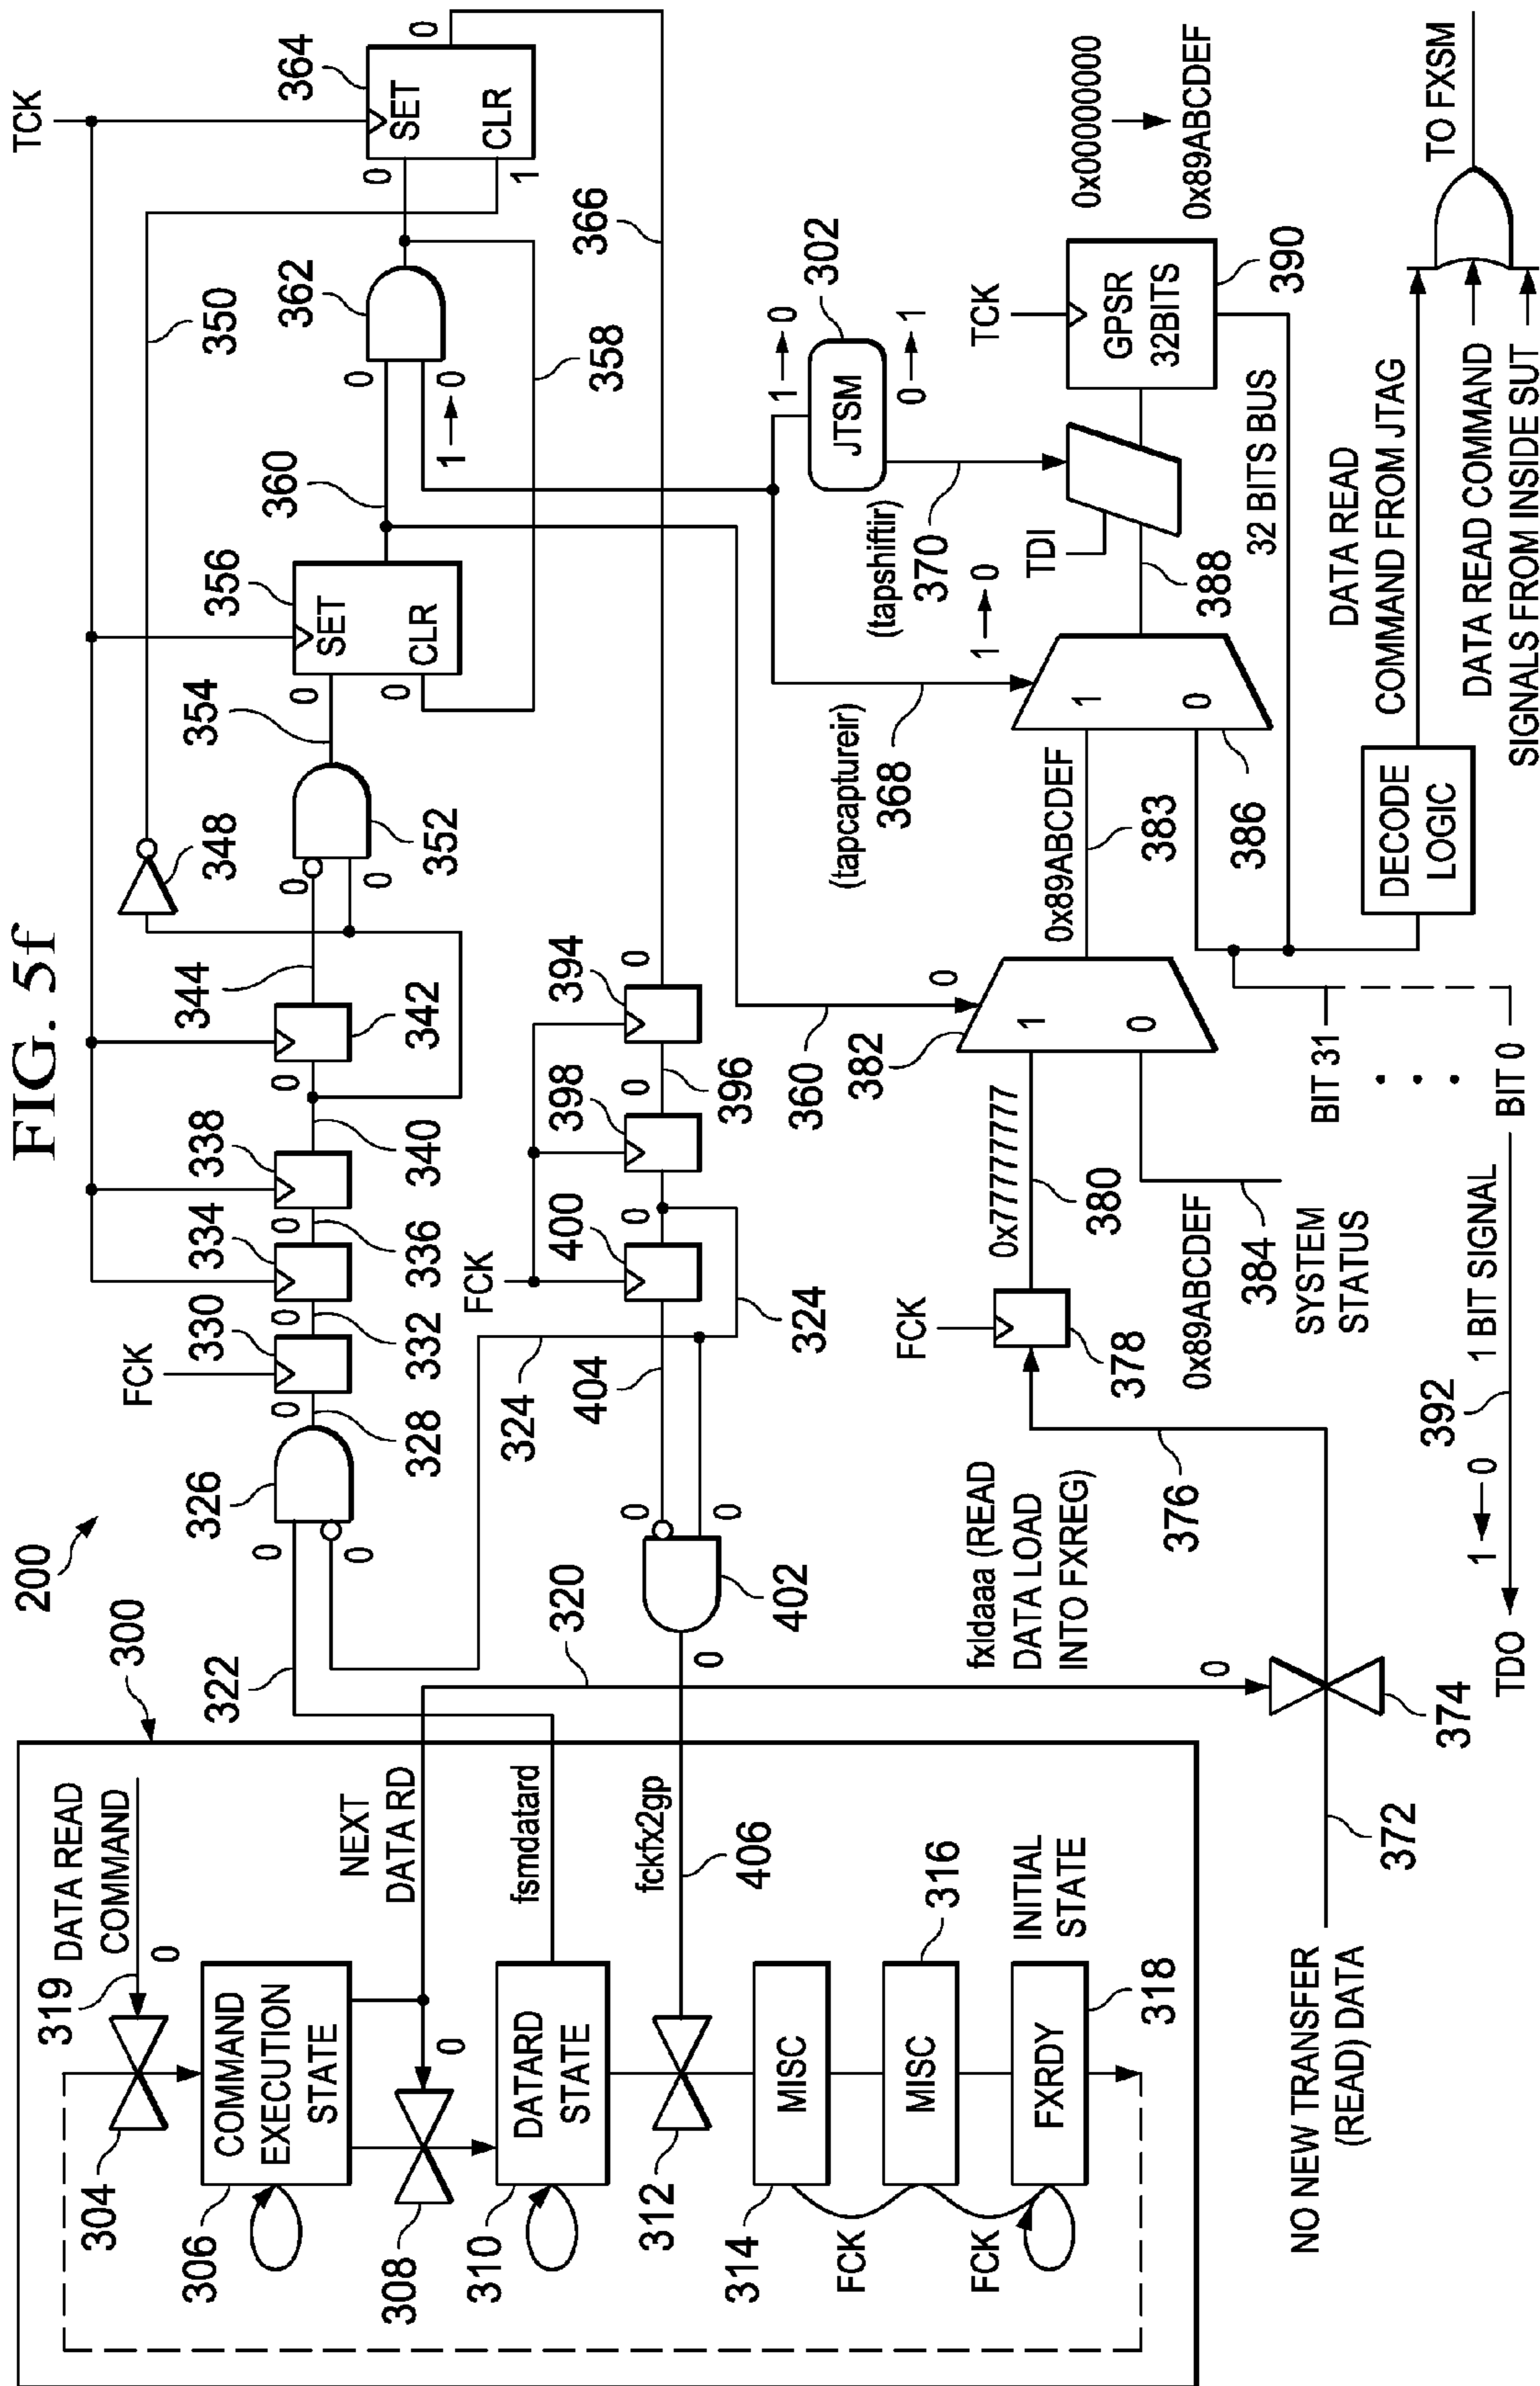 FIG. 5f
200
300
319
DATA READ
COMMAND
0
304
COMMAND
EXECUTION
STATE
306
NEXT
DATA RD
0
308
DATARD
STATE
310
fsmdatard
322
320
312
fckfx2gp
406
MISC
314
FCK
MISC
316
FCK
INITIAL
STATE
FXRDY
318
0
0
326
0
328
FCK
330
0
332
334
0
336
338
340
0
342
344
0
0
348
352
350
354
0
0
SET
CLR
356
358
360
0
1 → 0
362
TCK
0
1
SET
CLR
364
0
366
324
404
324
FCK
400
0
398
0
396
394
0
0
0
402
0
fxldaaa (READ
DATA LOAD
INTO FXREG)
376
0
374
372
NO NEW TRANSFER
(READ) DATA
FCK
378
0x77777777
380
0x89ABCDEF
384
SYSTEM
STATUS
360
0
382
1
0
0x89ABCDEF
383
(tapcaptureir)
368
1 → 0
1
0
386
388
TDI
(tapshiftir)
370
1 → 0
JTSM
302
0 → 1
TCK
GPSR
32BITS
390
0x00000000
0x89ABCDEF
32 BITS BUS
BIT 31
BIT 0
1 BIT SIGNAL
392
1 → 0
TDO
DECODE
LOGIC
DATA READ
COMMAND FROM JTAG
DATA READ COMMAND
SIGNALS FROM INSIDE SUT
TO FXSM